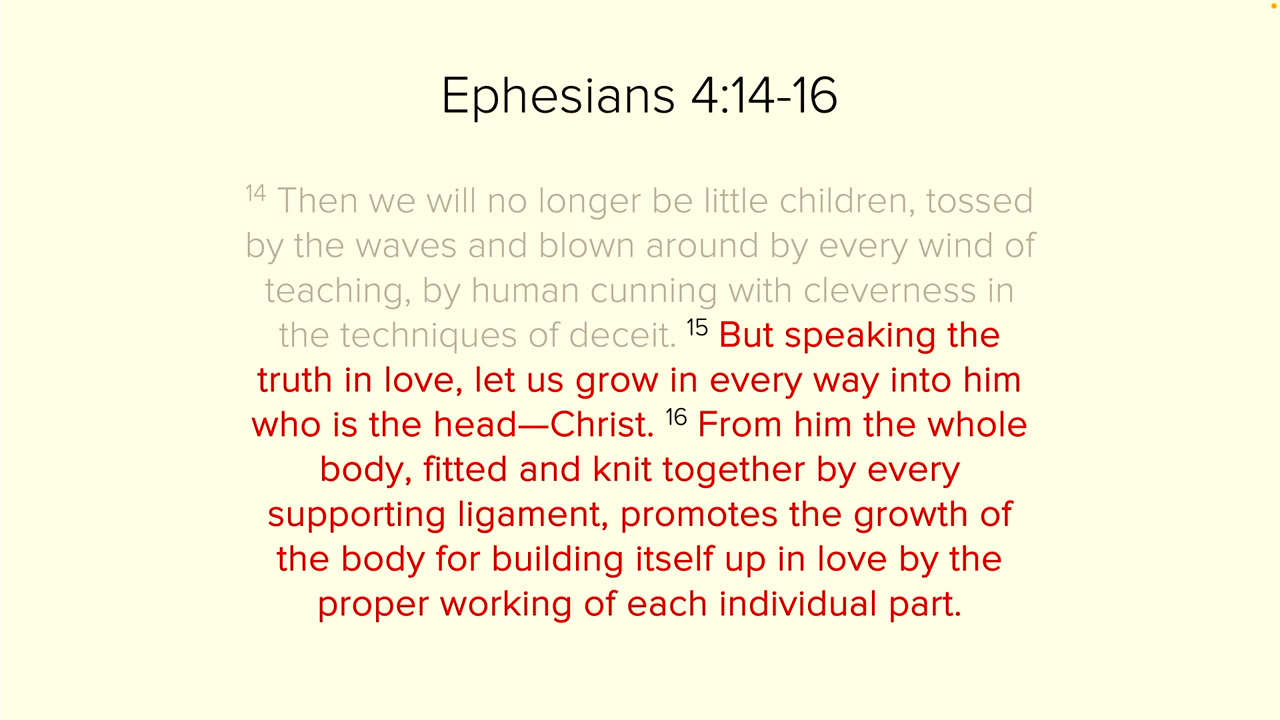 Ephesians 4:14-16
14 Then we will no longer be little children, tossed
by the waves and blown around by every wind of
teaching, by human cunning with cleverness in
the techniques of deceit. 15 But speaking the
truth in love, let us grow in every way into him
who is the head—Christ. 16 From him the whole
body, fitted and knit together by every
supporting ligament, promotes the growth of
the body for building itself up in love by the
proper working of each individual part.